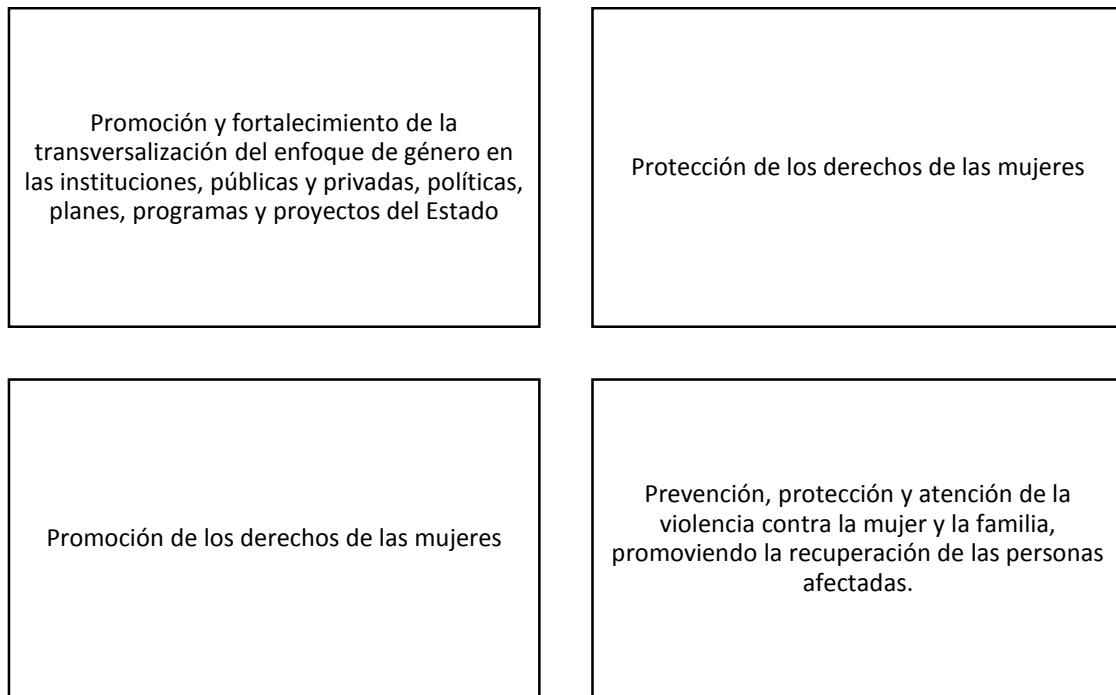 Promoción y fortalecimiento de la
transversalización del enfoque de género en
las instituciones, públicas y privadas, políticas,
planes, programas y proyectos del Estado
Protección de los derechos de las mujeres
Promoción de los derechos de las mujeres
Prevención, protección y atención de la
violencia contra la mujer y la familia,
promoviendo la recuperación de las personas
afectadas.